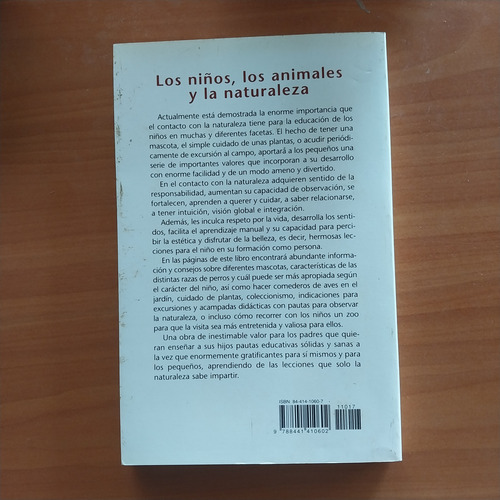 Los niños, los animales
y la naturaleza
Actualmente está demostrada la enorme importancia que
el contacto con la naturaleza tiene para la educación de los
niños en muchas y diferentes facetas. El hecho de tener una
mascota, el simple cuidado de unas plantas, o acudir periódi-
camente de excursión al campo, aportará a los pequeños una
serie de importantes valores que incorporan a su desarrollo
con enorme facilidad y de un modo ameno y divertido.
En el contacto con la naturaleza adquieren sentido de la
responsabilidad, aumentan su capacidad de observación, se
fortalecen, aprenden a querer y cuidar, a saber relacionarse,
a tener intuición, visión global e integración.
Además, les inculca respeto por la vida, desarrolla los senti-
dos, facilita el aprendizaje manual y su capacidad para perci-
bir la estética y disfrutar de la belleza, es decir, hermosas lec-
ciones para el niño en su formación como persona.
En las páginas de este libro encontrará abundante informa-
ción y consejos sobre diferentes mascotas, características de las
distintas razas de perros y cuál puede ser más apropiada según
el carácter del niño, así como hacer comederos de aves en el
jardín, cuidado de plantas, coleccionismo, indicaciones para
excursiones y acampadas didácticas con pautas para observar
la naturaleza, o incluso cómo recorrer con los niños un zoo
para que la visita sea más entretenida y valiosa para ellos.
Una obra de inestimable valor para los padres que quie-
ran enseñar a sus hijos pautas educativas sólidas y sanas a
la vez que enormemente gratificantes para sí mismos y para
los pequeños, aprendiendo de las lecciones que solo la
naturaleza sabe impartir.
ISBN: 84-414-1060-7
11017
9 788441 410602